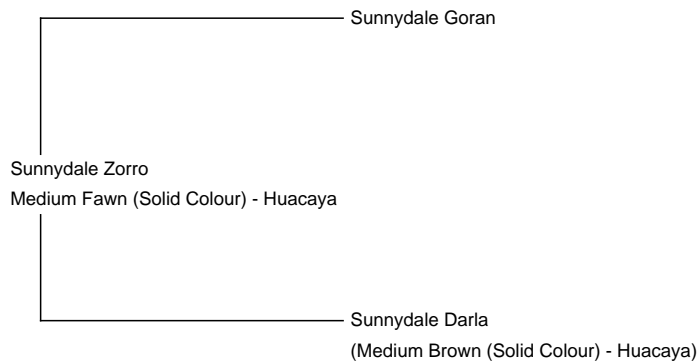 Sunnydale Goran
Sunnydale Zorro
Medium Fawn (Solid Colour) - Huacaya
Sunnydale Darla
(Medium Brown (Solid Colour) - Huacaya)